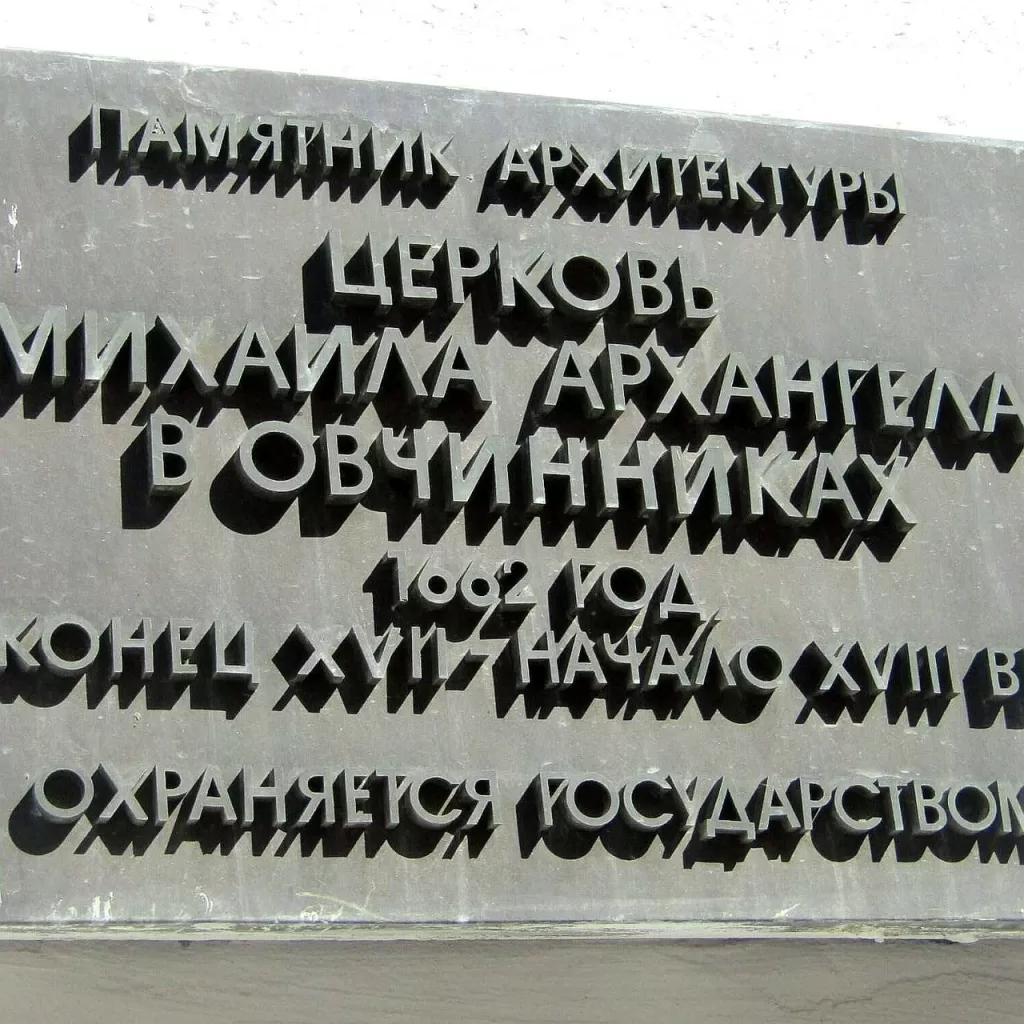 ПАМЯТНИК АРХИТЕКТУРЫ
ЦЕРКОВЬ
МИХАИЛА АРХАНГЕЛА
В ОВЧИННИКАХ
1662 ГОД
КОНЕЦ XVII - НАЧАЛО XVIII В
ОХРАНЯЕТСЯ ГОСУДАРСТВОМ